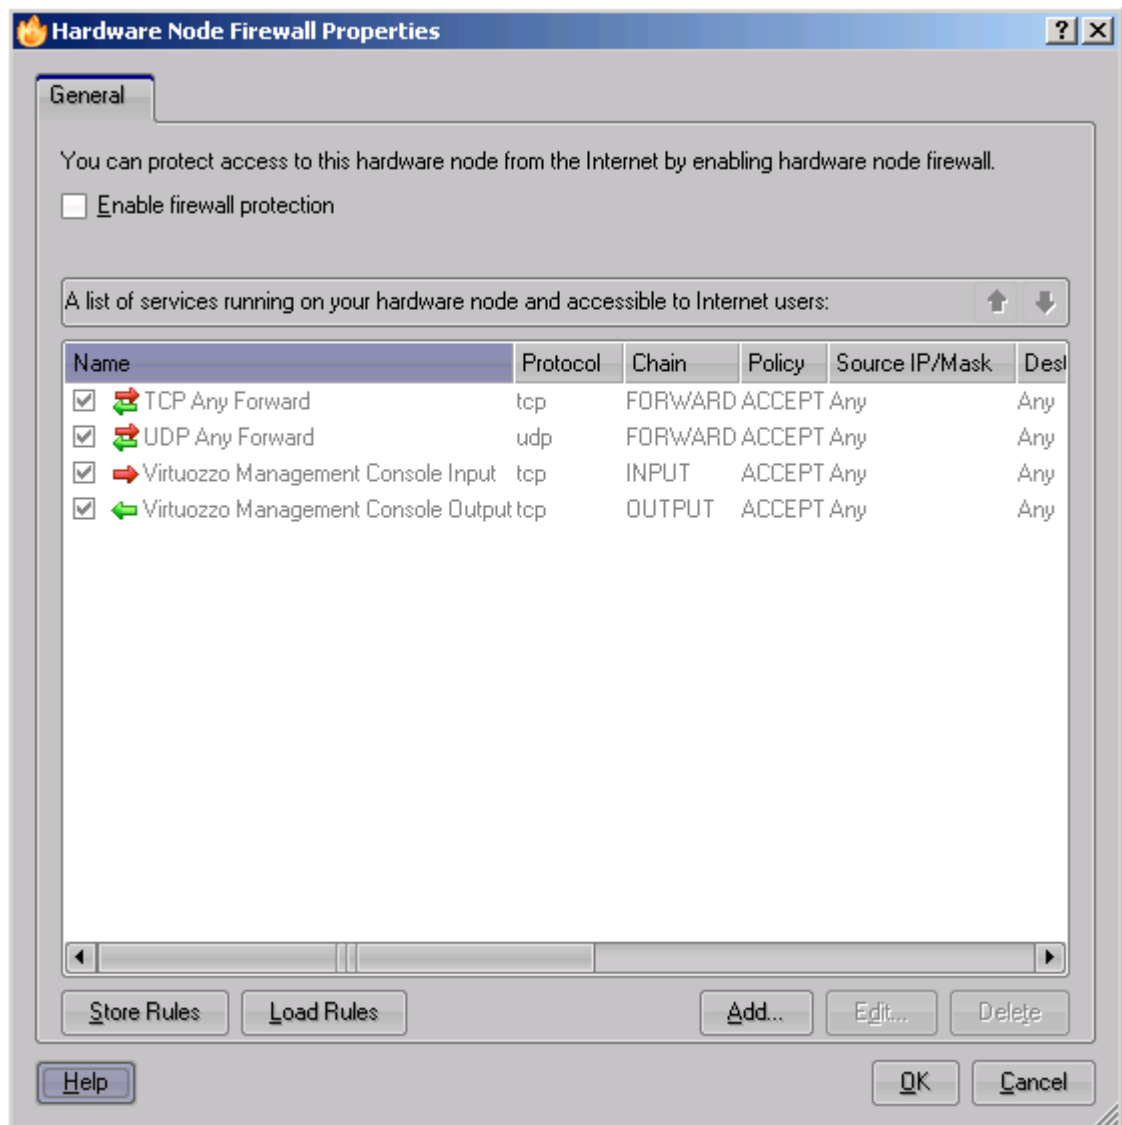 Hardware Node Firewall Properties
General
You can protect access to this hardware node from the Internet by enabling hardware node firewall.
Enable firewall protection
A list of services running on your hardware node and accessible to Internet users:
Name Protocol Chain Policy Source IP/Mask Dest
TCP Any Forward tcp FORWARD ACCEPT Any Any
UDP Any Forward udp FORWARD ACCEPT Any Any
Virtuozzo Management Console Input tcp INPUT ACCEPT Any Any
Virtuozzo Management Console Output tcp OUTPUT ACCEPT Any Any
Store Rules Load Rules Add... Edit... Delete
Help OK Cancel